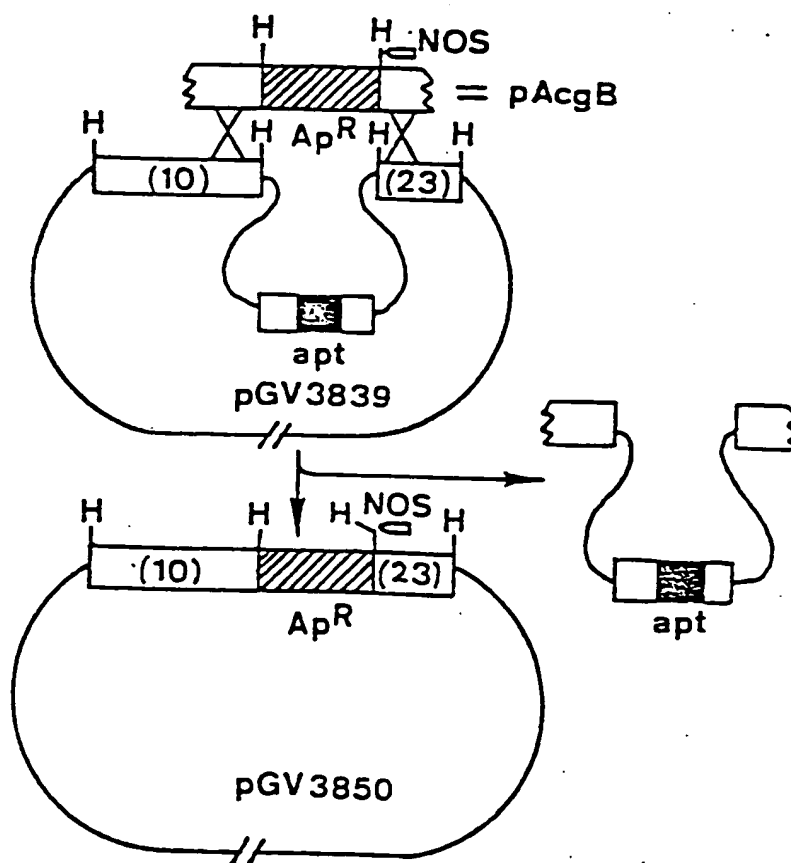 H H NOS
= pAcgB
H H Ap^R H H
(10) (23)
apt
pGV3839
H H H NOS H
(10) (23)
Ap^R
apt
pGV3850